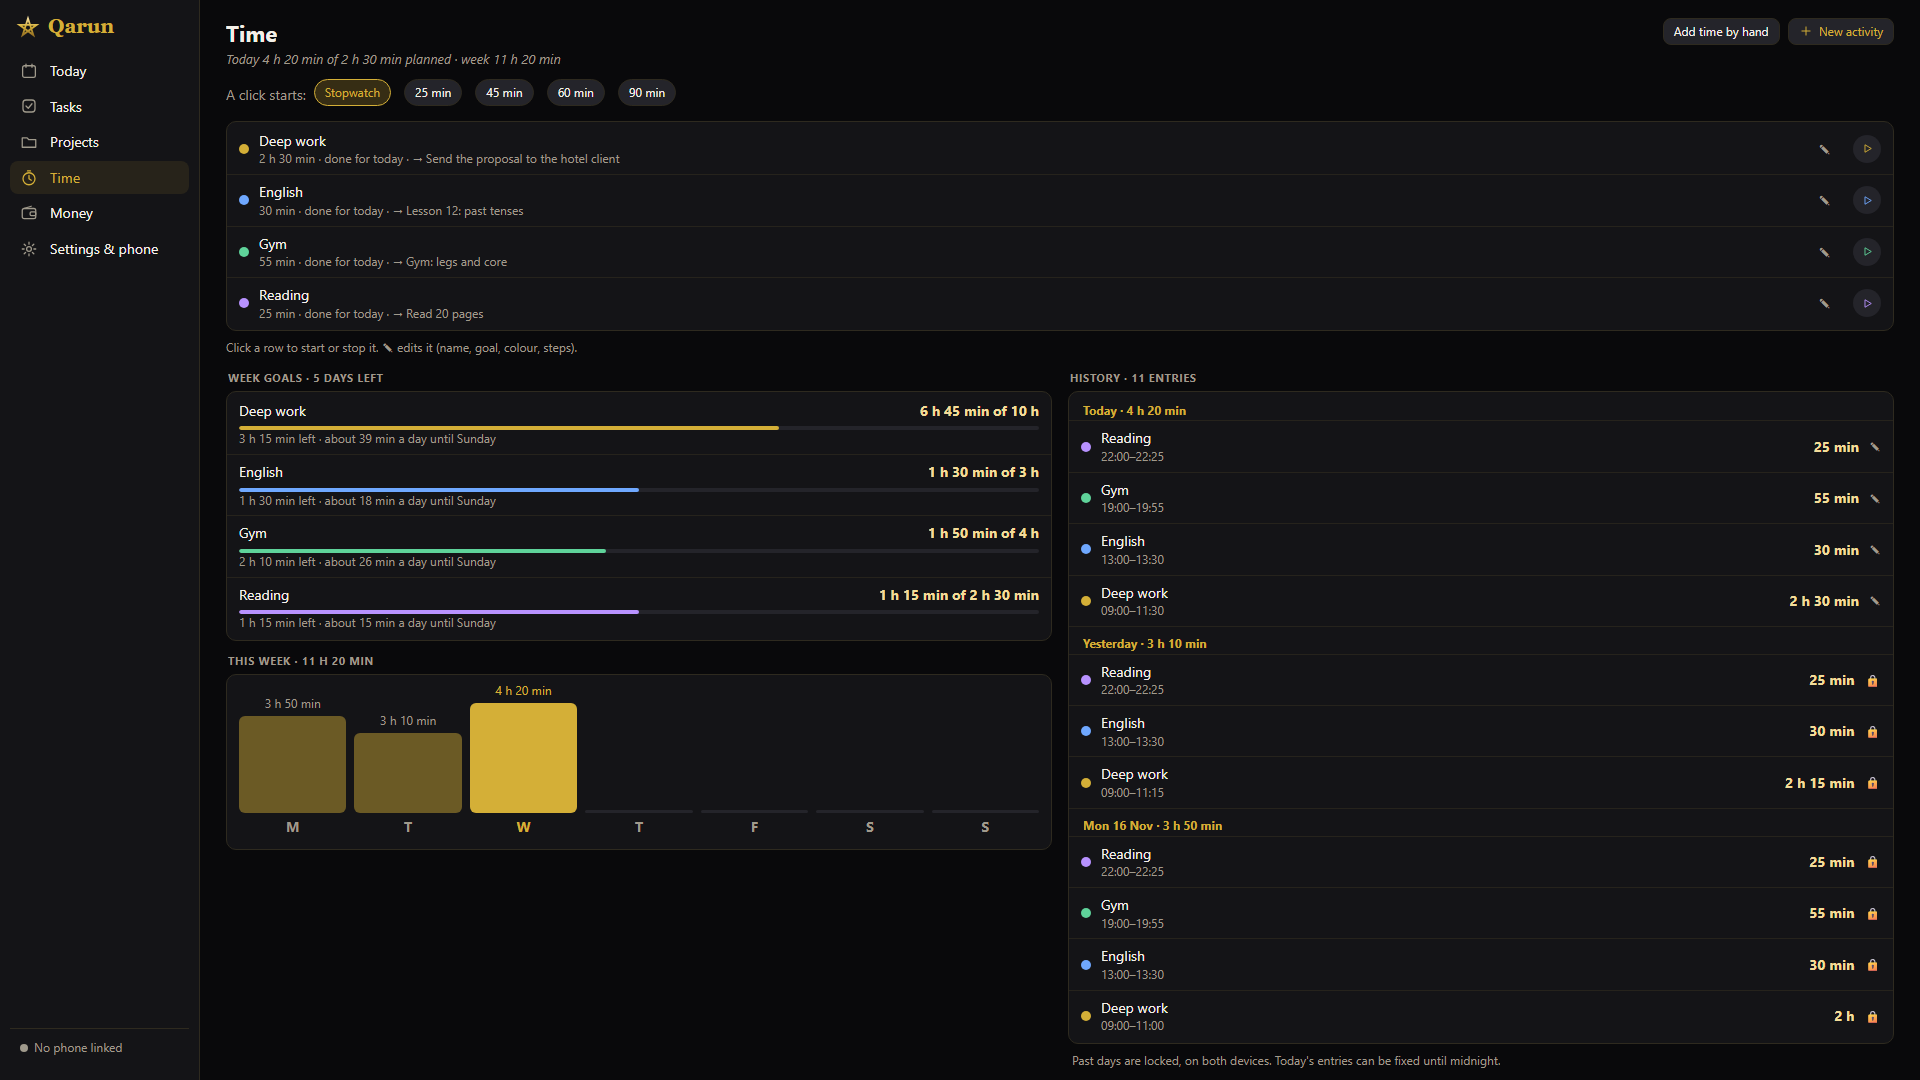 Qarun
Today
Tasks
Projects
Time
Money
Settings & phone
No phone linked
Time
Today 4 h 20 min of 2 h 30 min planned · week 11 h 20 min
Add time by hand
+ New activity
A click starts: Stopwatch 25 min 45 min 60 min 90 min
Deep work
2 h 30 min · done for today · → Send the proposal to the hotel client
English
30 min · done for today · → Lesson 12: past tenses
Gym
55 min · done for today · → Gym: legs and core
Reading
25 min · done for today · → Read 20 pages
Click a row to start or stop it. ✎ edits it (name, goal, colour, steps).
WEEK GOALS · 5 DAYS LEFT
Deep work 6 h 45 min of 10 h
3 h 15 min left · about 39 min a day until Sunday
English 1 h 30 min of 3 h
1 h 30 min left · about 18 min a day until Sunday
Gym 1 h 50 min of 4 h
2 h 10 min left · about 26 min a day until Sunday
Reading 1 h 15 min of 2 h 30 min
1 h 15 min left · about 15 min a day until Sunday
THIS WEEK · 11 H 20 MIN
3 h 50 min 3 h 10 min 4 h 20 min
M T W T F S S
HISTORY · 11 ENTRIES
Today · 4 h 20 min
Reading 25 min
22:00–22:25
Gym 55 min
19:00–19:55
English 30 min
13:00–13:30
Deep work 2 h 30 min
09:00–11:30
Yesterday · 3 h 10 min
Reading 25 min
22:00–22:25
English 30 min
13:00–13:30
Deep work 2 h 15 min
09:00–11:15
Mon 16 Nov · 3 h 50 min
Reading 25 min
22:00–22:25
Gym 55 min
19:00–19:55
English 30 min
13:00–13:30
Deep work 2 h
09:00–11:00
Past days are locked, on both devices. Today's entries can be fixed until midnight.